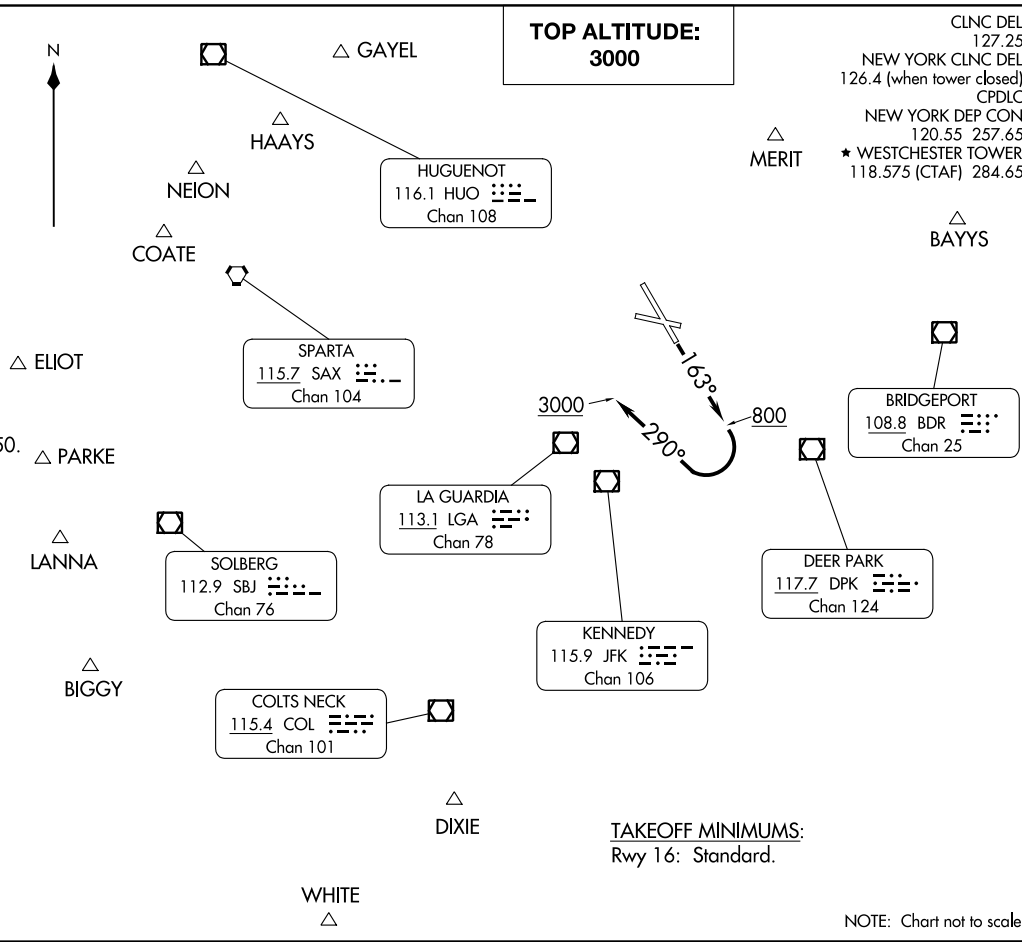 TOP ALTITUDE:
3000
CLNC DEL
127.25
NEW YORK CLNC DEL
126.4 (when tower closed)
CPDLC
NEW YORK DEP CON
120.55 257.65
★ WESTCHESTER TOWER
118.575 (CTAF) 284.65
N
GAYEL
HAAYS
MERIT
NEION
HUGUENOT
116.1 HUO
Chan 108
COATE
BAYYS
SPARTA
115.7 SAX
Chan 104
ELIOT
163°
BRIDGEPORT
108.8 BDR
Chan 25
3000
800
290°
50.
PARKE
LA GUARDIA
113.1 LGA
Chan 78
LANNA
SOLBERG
112.9 SBJ
Chan 76
DEER PARK
117.7 DPK
Chan 124
KENNEDY
115.9 JFK
Chan 106
BIGGY
COLTS NECK
115.4 COL
Chan 101
DIXIE
TAKEOFF MINIMUMS:
Rwy 16: Standard.
WHITE
NOTE: Chart not to scale